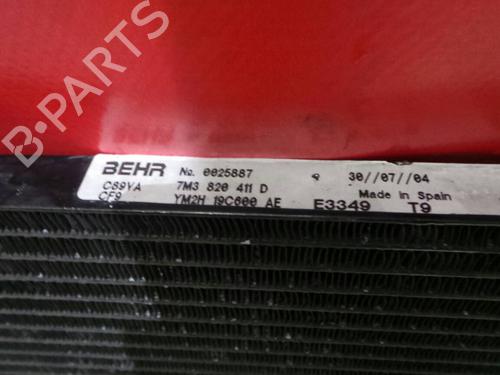 BEHR No. 0025887 30//07//04
C89YA 7M3 820 411 D Made in Spain
CF9 YM2H 19C600 AE E3349 T9
B-PARTS